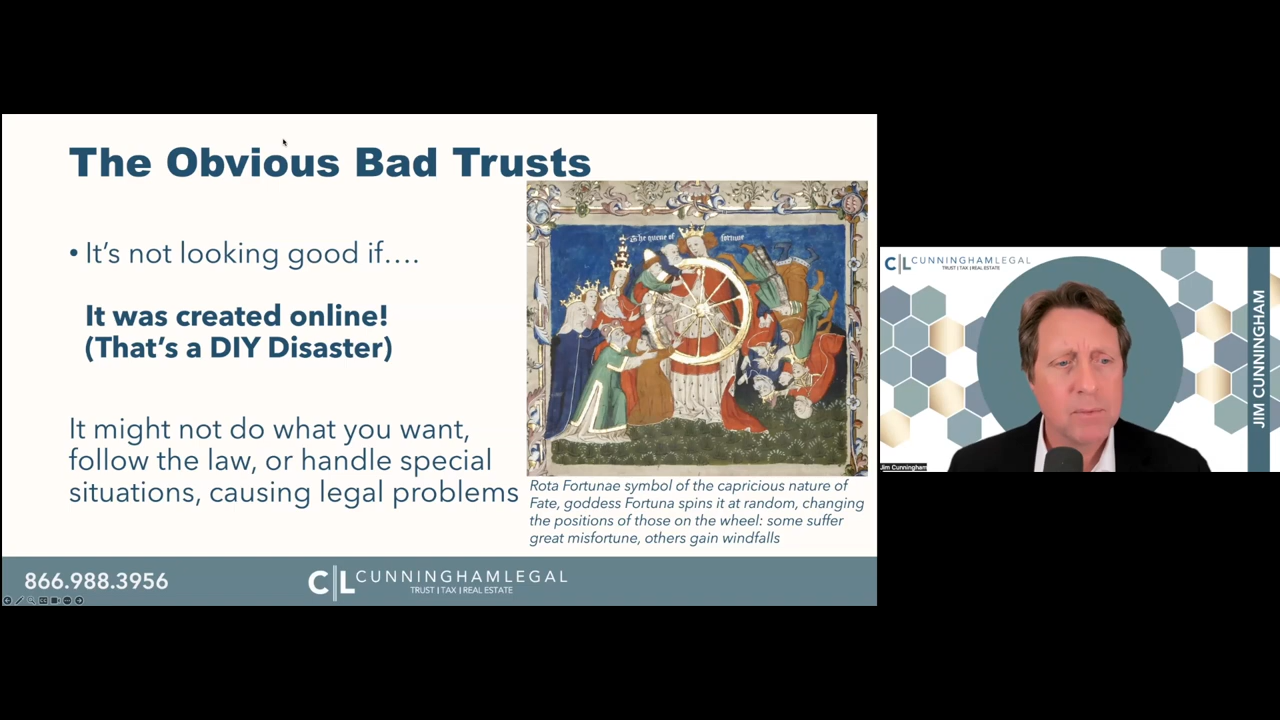 The Obvious Bad Trusts
• It’s not looking good if….
It was created online!
(That’s a DIY Disaster)
It might not do what you want,
follow the law, or handle special
situations, causing legal problems
The quene of fortune
Rota Fortunae symbol of the capricious nature of
Fate, goddess Fortuna spins it at random, changing
the positions of those on the wheel: some suffer
great misfortune, others gain windfalls
866.988.3956
C|L CUNNINGHAMLEGAL
TRUST | TAX | REAL ESTATE
C|L CUNNINGHAMLEGAL
TRUST | TAX | REAL ESTATE
JIM CUNNINGHAM
Jim Cunningham